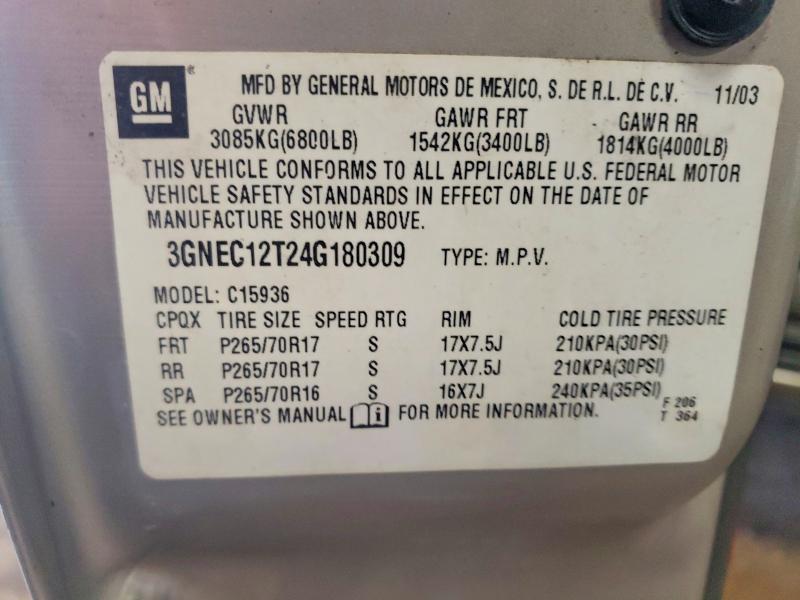 GM® MFD BY GENERAL MOTORS DE MEXICO, S. DE R.L. DE C.V. 11/03
GVWR GAWR FRT GAWR RR
3085KG(6800LB) 1542KG(3400LB) 1814KG(4000LB)
THIS VEHICLE CONFORMS TO ALL APPLICABLE U.S. FEDERAL MOTOR
VEHICLE SAFETY STANDARDS IN EFFECT ON THE DATE OF
MANUFACTURE SHOWN ABOVE.
3GNEC12T24G180309 TYPE: M.P.V.
MODEL: C15936
CPQX TIRE SIZE SPEED RTG RIM COLD TIRE PRESSURE
FRT P265/70R17 S 17X7.5J 210KPA(30PSI)
RR P265/70R17 S 17X7.5J 210KPA(30PSI)
SPA P265/70R16 S 16X7J 240KPA(35PSI)
SEE OWNER'S MANUAL i FOR MORE INFORMATION. F 206
T 364